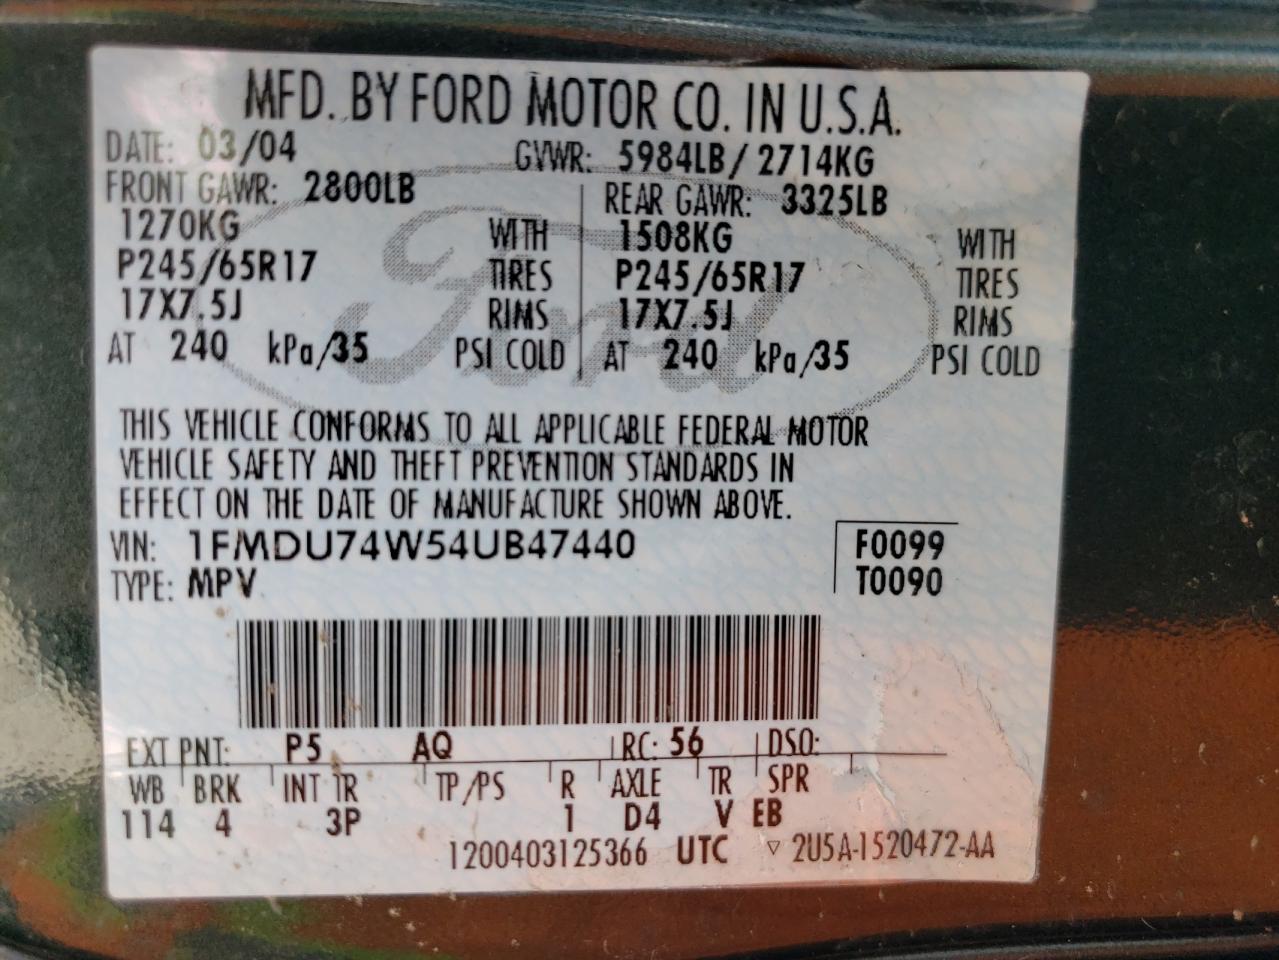 MFD. BY FORD MOTOR CO. IN U.S.A.
DATE: 03/04 GVWR: 5984LB/2714KG
FRONT GAWR: 2800LB REAR GAWR: 3325LB
1270KG WITH 1508KG WITH
P245/65R17 TIRES P245/65R17 TIRES
17X7.5J RIMS 17X7.5J RIMS
AT 240 kPa/35 PSI COLD AT 240 kPa/35 PSI COLD
Ford
THIS VEHICLE CONFORMS TO ALL APPLICABLE FEDERAL MOTOR
VEHICLE SAFETY AND THEFT PREVENTION STANDARDS IN
EFFECT ON THE DATE OF MANUFACTURE SHOWN ABOVE.
VIN: 1FMDU74W54UB47440 F0099
TYPE: MPV T0090
EXT PNT: P5 AQ RC: 56 DSO:
WB BRK INT TR TP/PS R AXLE TR SPR
114 4 3P 1 D4 V EB
1200403125366 UTC ▽ 2U5A-1520472-AA